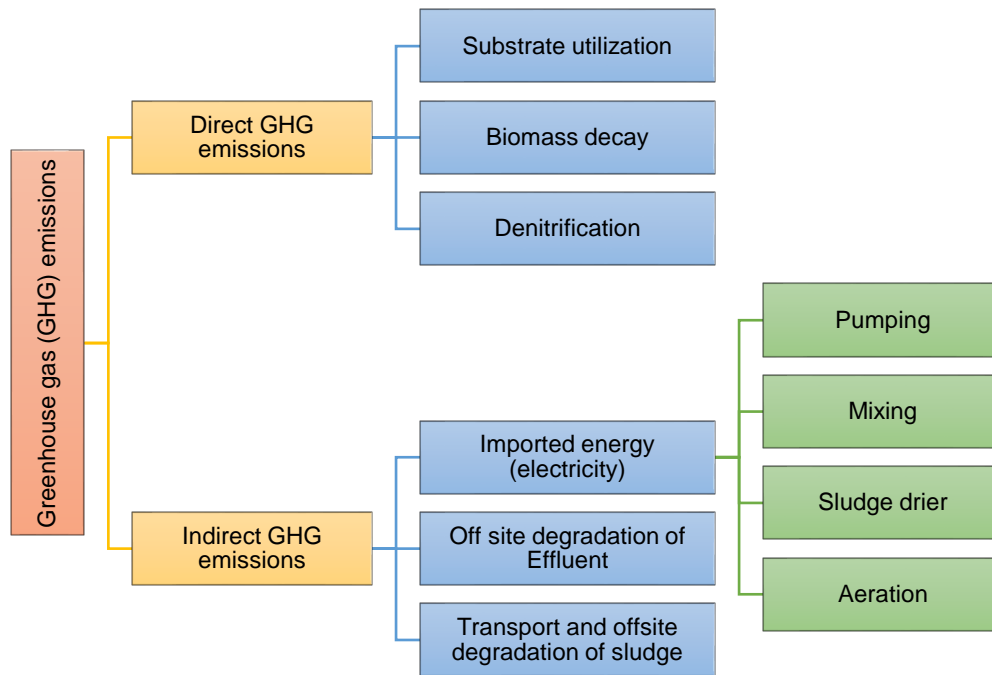 Greenhouse gas (GHG) emissions
Direct GHG
emissions
Substrate utilization
Biomass decay
Denitrification
Indirect GHG
emissions
Imported energy
(electricity)
Pumping
Mixing
Sludge drier
Aeration
Off site degradation of
Effluent
Transport and offsite
degradation of sludge